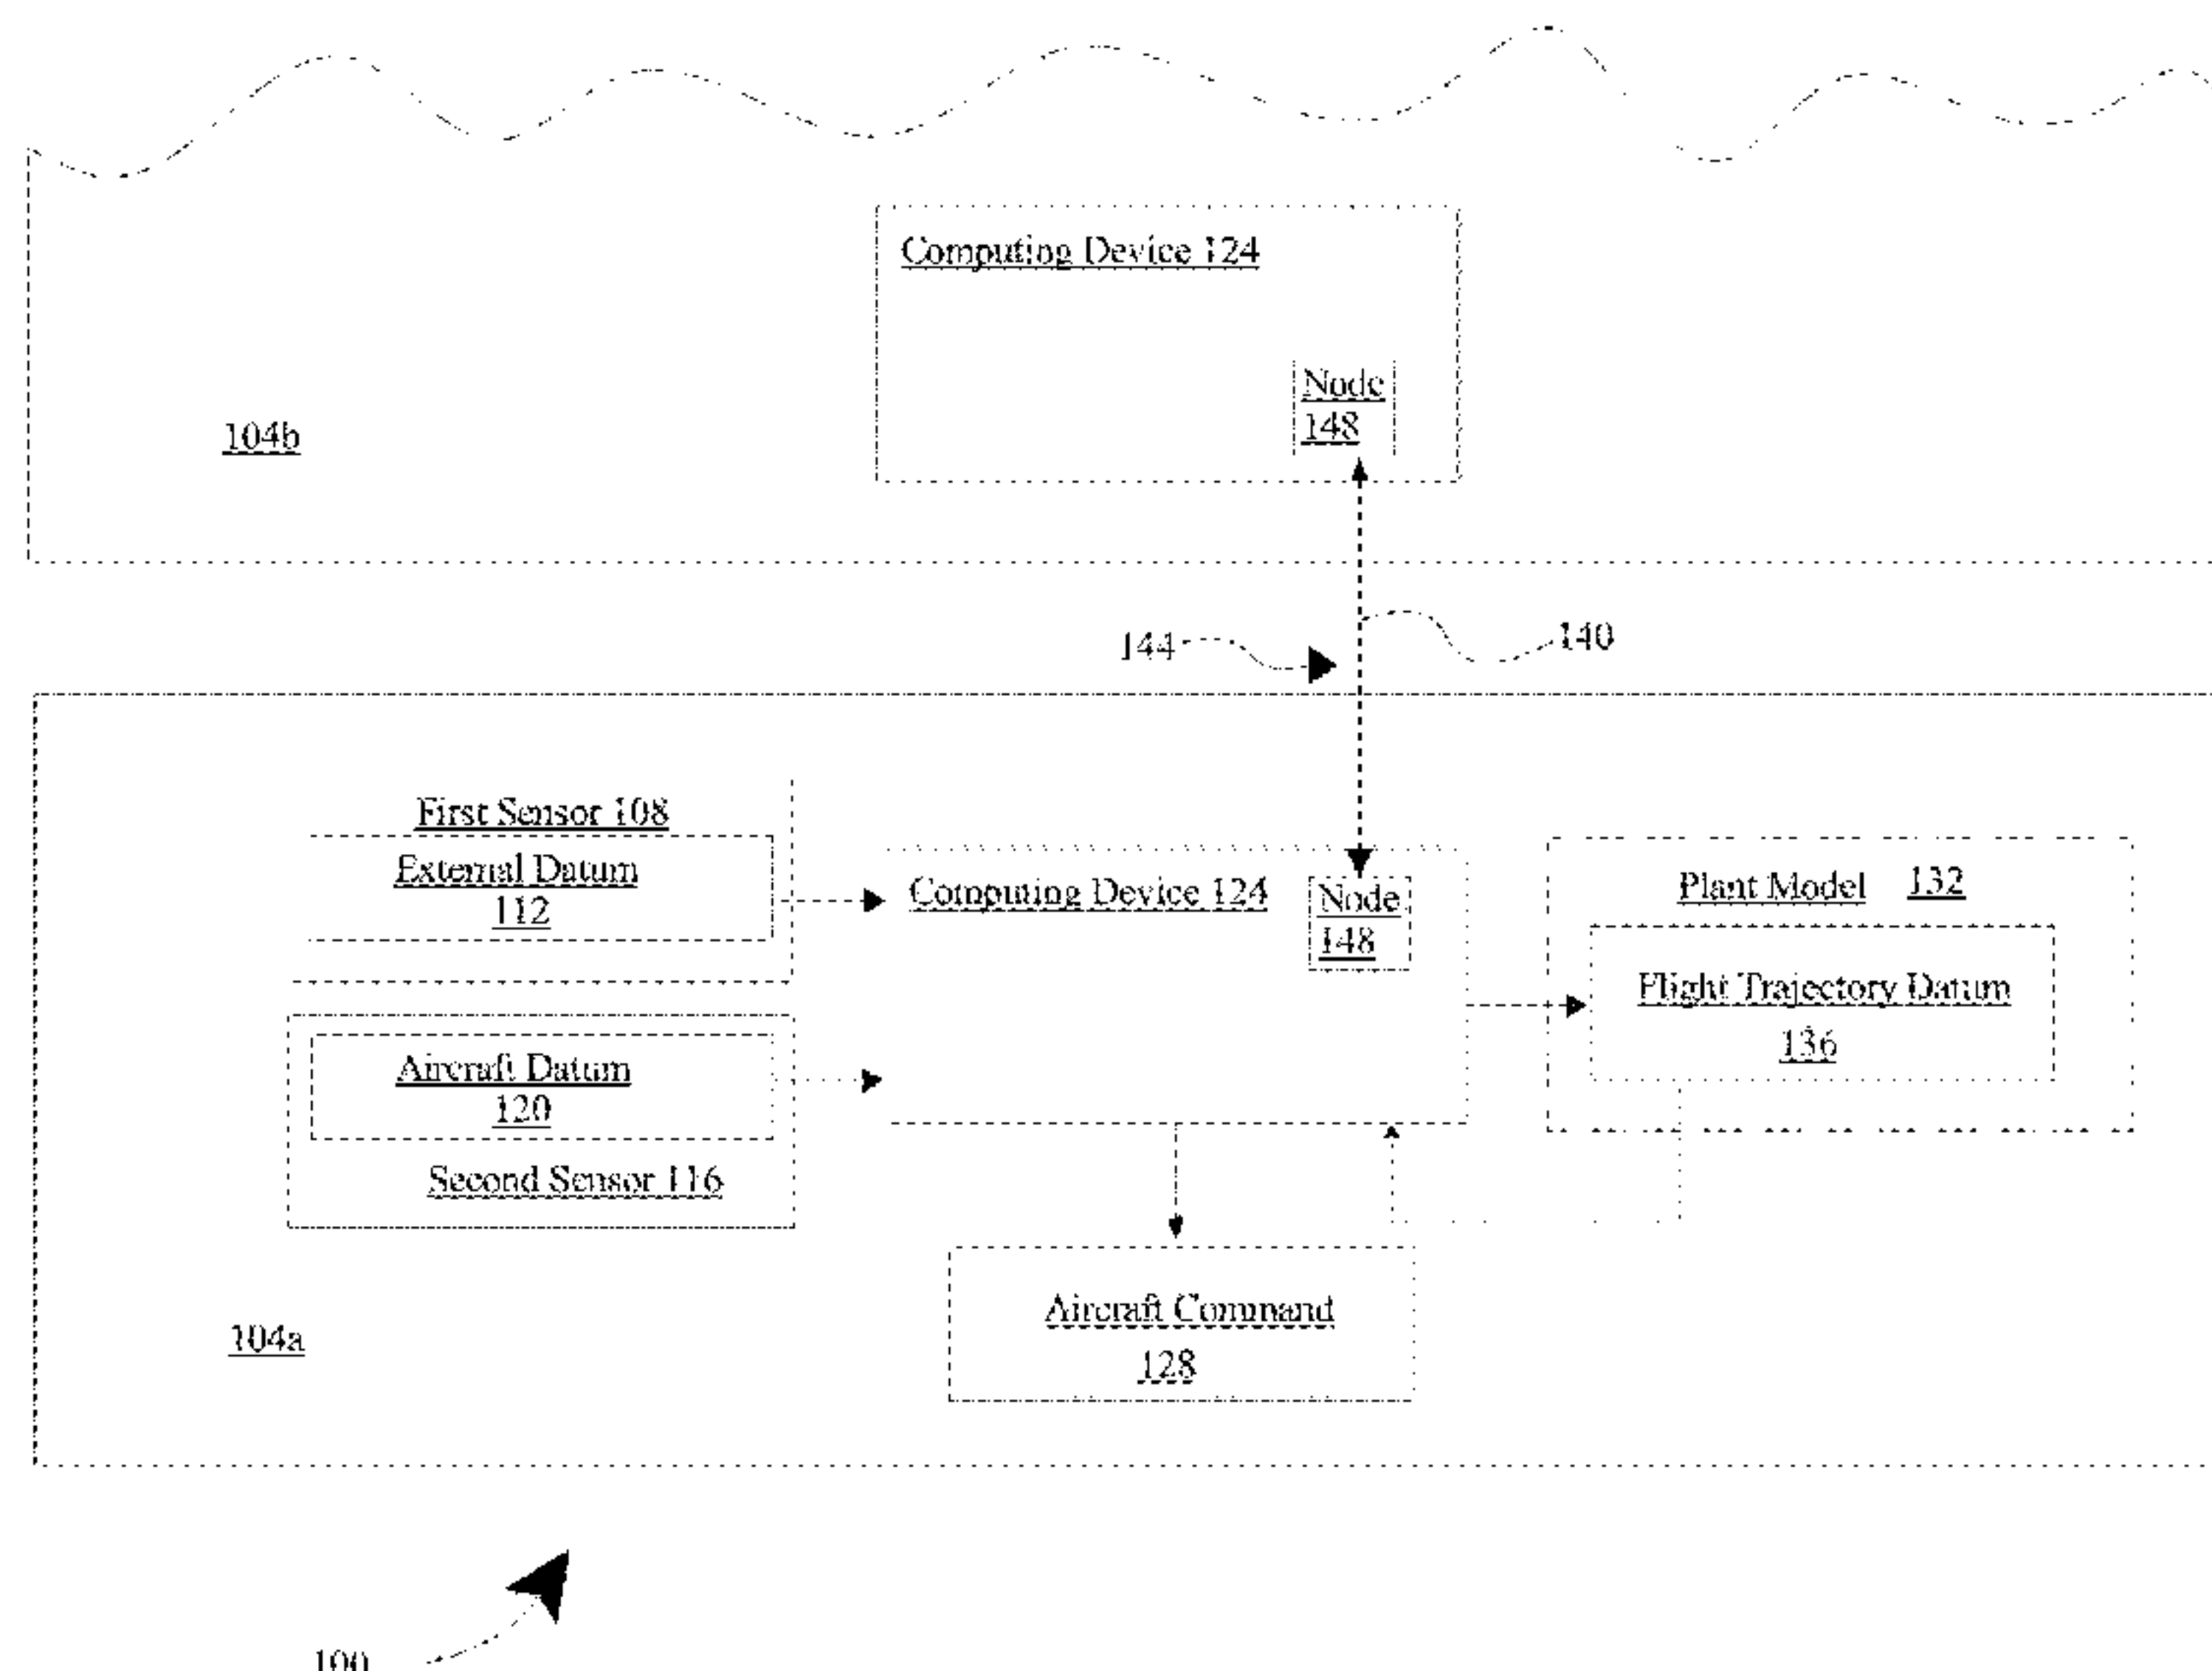 Computing Device 124
Node
148
104b
144
140
First Sensor 108
External Datum
112
Computing Device 124
Node
148
Plant Model 132
Flight Trajectory Datum
136
Aircraft Datum
120
Second Sensor 116
Aircraft Command
128
104a
100